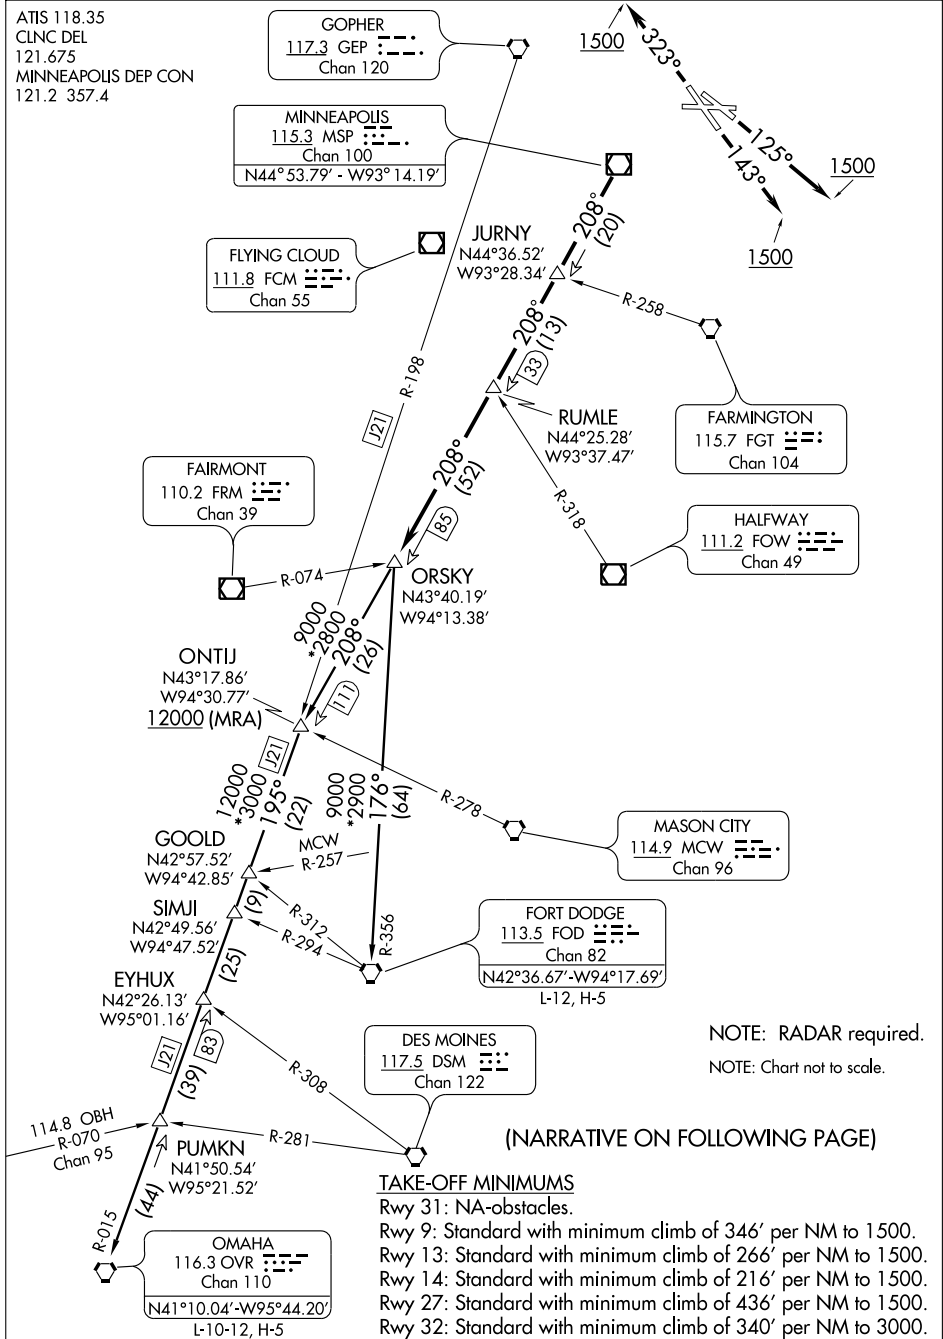 ATIS 118.35
CLNC DEL
121.675
MINNEAPOLIS DEP CON
121.2 357.4
GOPHER
117.3 GEP
Chan 120
1500
323°
125°
143°
1500
1500
MINNEAPOLIS
115.3 MSP
Chan 100
N44°53.79' - W93°14.19'
208°
(20)
JURNY
N44°36.52'
W93°28.34'
FLYING CLOUD
111.8 FCM
Chan 55
R-258
R-198
J21
208°
(13)
33
RUMLE
N44°25.28'
W93°37.47'
FARMINGTON
115.7 FGT
Chan 104
208°
(52)
85
R-318
FAIRMONT
110.2 FRM
Chan 39
HALFWAY
111.2 FOW
Chan 49
R-074
ORSKY
N43°40.19'
W94°13.38'
9000
*2800
208°
(26)
111
ONTIJ
N43°17.86'
W94°30.77'
12000 (MRA)
J21
12000
*3000
195°
(22)
9000
*2900
176°
(64)
R-278
MASON CITY
114.9 MCW
Chan 96
MCW
R-257
GOOLD
N42°57.52'
W94°42.85'
(9)
SIMJI
N42°49.56'
W94°47.52'
R-312
R-294
R-356
FORT DODGE
113.5 FOD
Chan 82
N42°36.67'-W94°17.69'
L-12, H-5
(25)
EYHUX
N42°26.13'
W95°01.16'
J21
83
(39)
R-308
DES MOINES
117.5 DSM
Chan 122
NOTE: RADAR required.
NOTE: Chart not to scale.
114.8 OBH
R-070
Chan 95
R-281
PUMKN
N41°50.54'
W95°21.52'
(44)
R-015
OMAHA
116.3 OVR
Chan 110
N41°10.04'-W95°44.20'
L-10-12, H-5
(NARRATIVE ON FOLLOWING PAGE)
TAKE-OFF MINIMUMS
Rwy 31: NA-obstacles.
Rwy 9: Standard with minimum climb of 346' per NM to 1500.
Rwy 13: Standard with minimum climb of 266' per NM to 1500.
Rwy 14: Standard with minimum climb of 216' per NM to 1500.
Rwy 27: Standard with minimum climb of 436' per NM to 1500.
Rwy 32: Standard with minimum climb of 340' per NM to 3000.